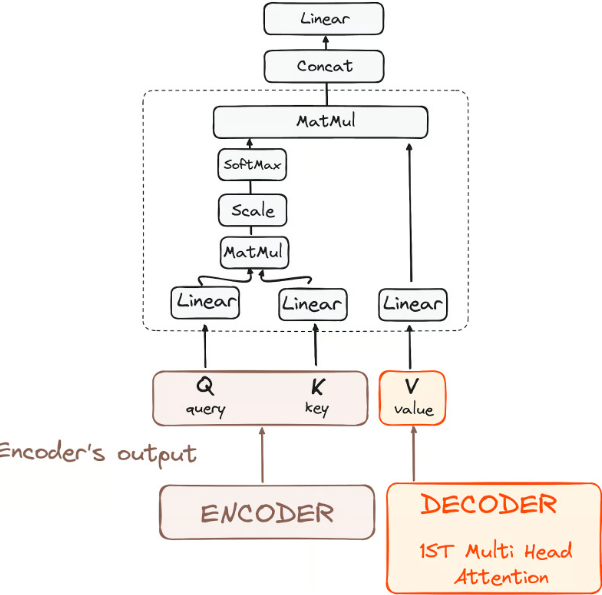 Linear
Concat
MatMul
SoftMax
Scale
MatMul
Linear
Linear
Linear
Q
query
K
key
V
value
Encoder's output
ENCODER
DECODER
1ST Multi Head
Attention